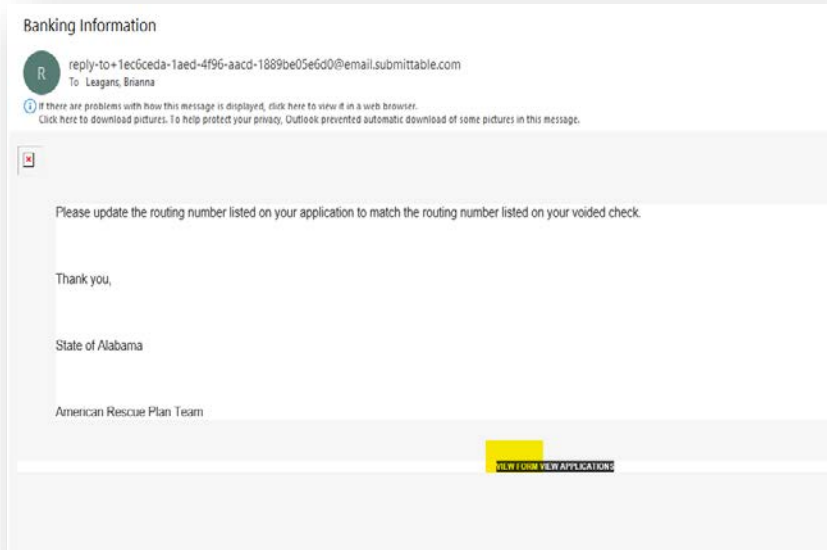 Banking Information
R
reply-to+1ec6ceda-1aed-4f96-aacd-1889be05e6d0@email.submittable.com
To Leagans, Brianna
If there are problems with how this message is displayed, click here to view it in a web browser.
Click here to download pictures. To help protect your privacy, Outlook prevented automatic download of some pictures in this message.
Please update the routing number listed on your application to match the routing number listed on your voided check.
Thank you,
State of Alabama
American Rescue Plan Team
VIEW FORM VIEW APPLICATIONS